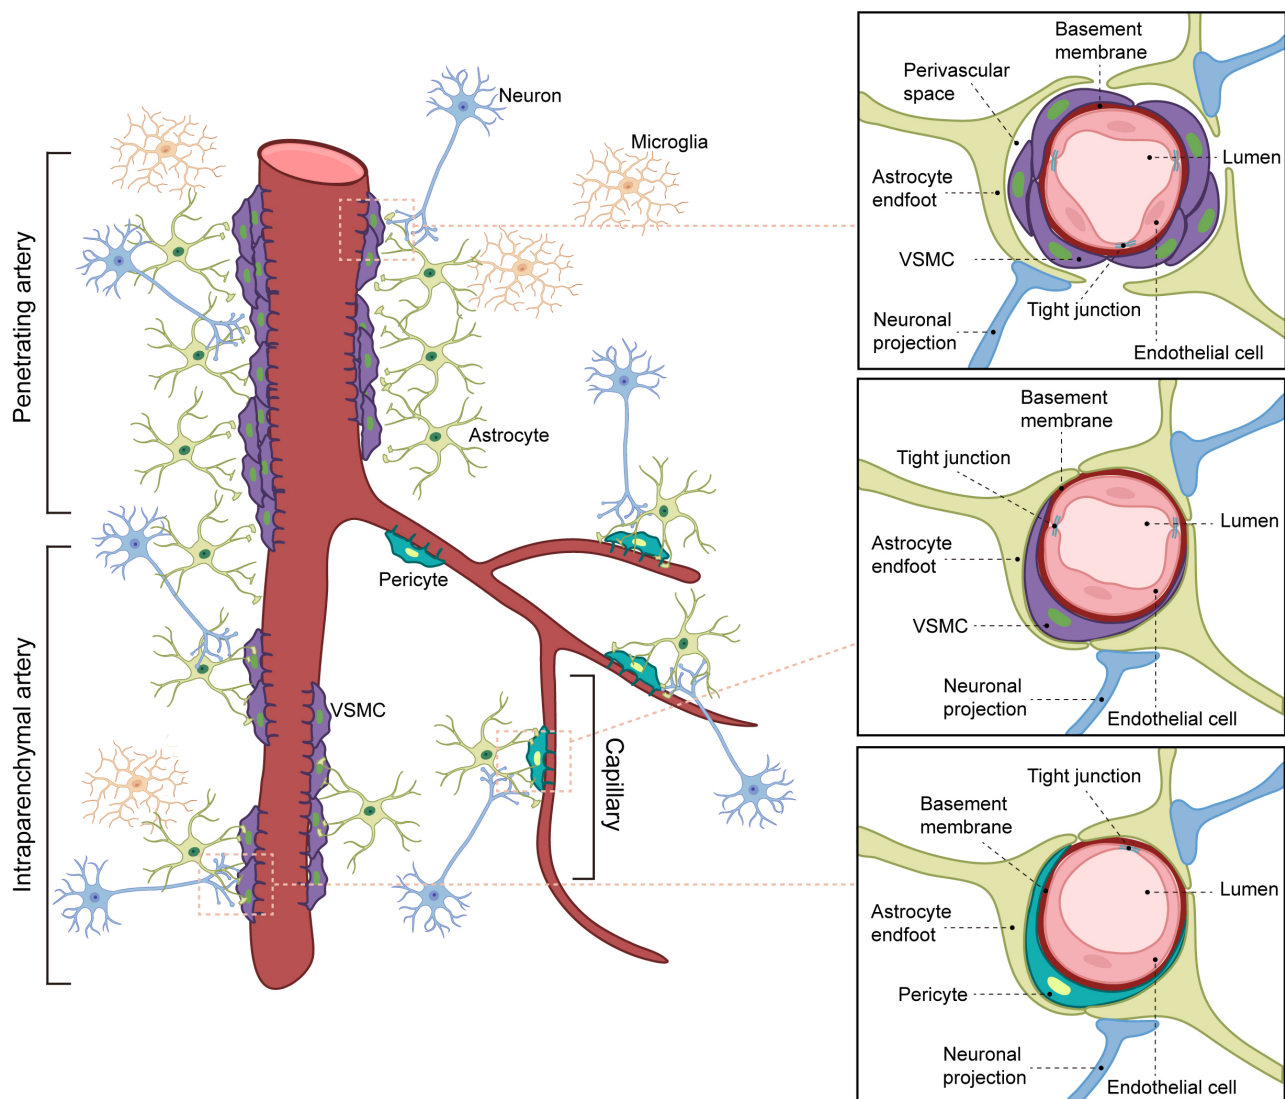 Penetrating artery
Intraparenchymal artery
Neuron
Microglia
Astrocyte
Pericyte
VSMC
Capillary
Basement
membrane
Perivascular
space
Lumen
Astrocyte
endfoot
VSMC
Tight junction
Neuronal
projection
Endothelial cell
Basement
membrane
Tight junction
Lumen
Astrocyte
endfoot
VSMC
Neuronal
projection
Endothelial cell
Tight junction
Basement
membrane
Lumen
Astrocyte
endfoot
Pericyte
Neuronal
projection
Endothelial cell